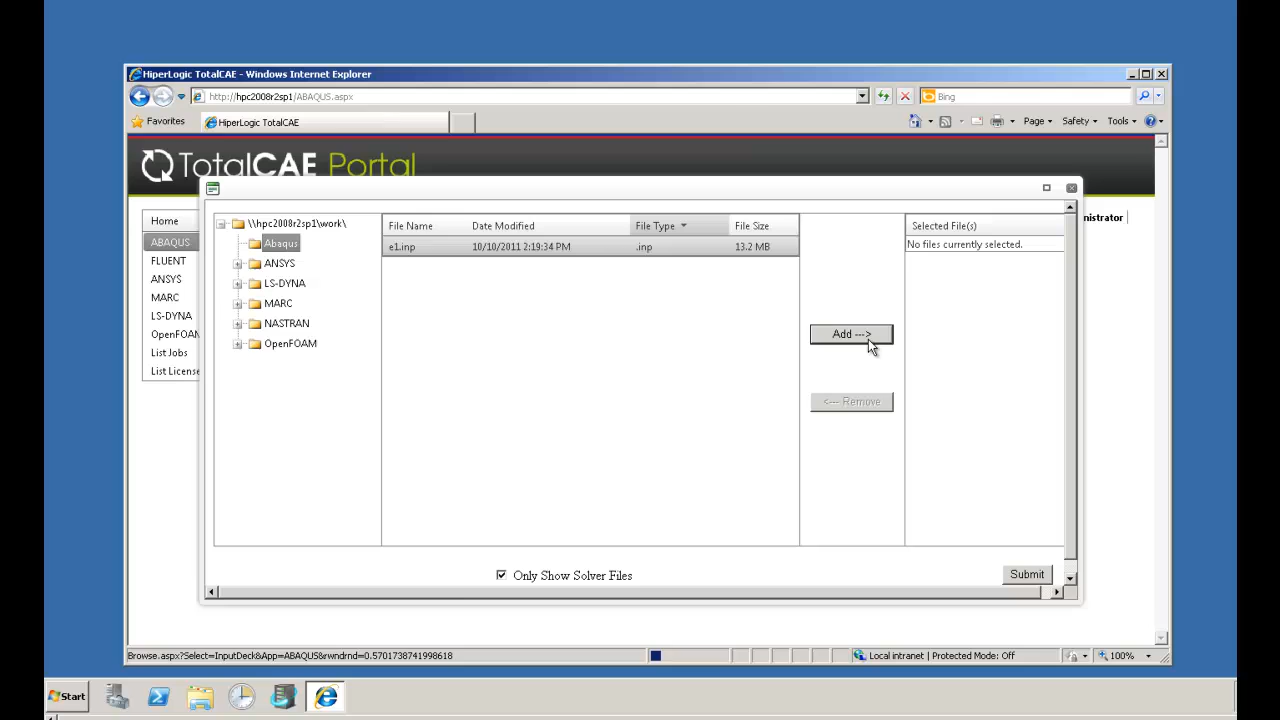 HiperLogic TotalCAE - Windows Internet Explorer
http://hpc2008r2sp1/ABAQUS.aspx
Bing
Favorites
HiperLogic TotalCAE
Page
Safety
Tools
TotalCAE Portal
Home
ABAQUS
FLUENT
ANSYS
MARC
LS-DYNA
OpenFOAM
List Jobs
List License
\\hpc2008r2sp1\work\
Abaqus
ANSYS
LS-DYNA
MARC
NASTRAN
OpenFOAM
File Name Date Modified File Type File Size
e1.inp 10/10/2011 2:19:34 PM .inp 13.2 MB
Add --->
<--- Remove
Selected File(s)
No files currently selected.
nistrator
Only Show Solver Files
Submit
Browse.aspx?Select=InputDeck&App=ABAQUS&rwndrnd=0.5701738741998618
Local intranet | Protected Mode: Off
100%
Start